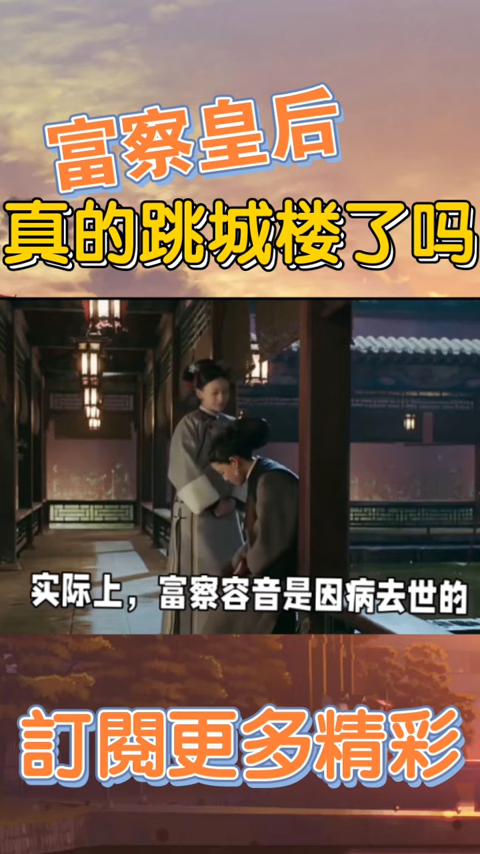 富察皇后
真的跳城楼了吗
实际上，富察容音是因病去世的
訂閱更多精彩